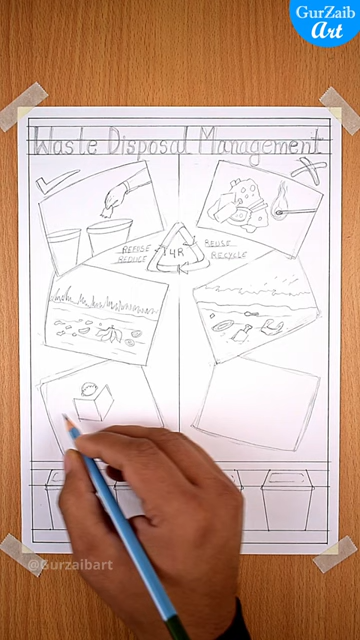 GurZaib
Art
Waste Disposal Management
REFUSE
REDUCE
4R
REUSE
RECYCLE
@Gurzaibart